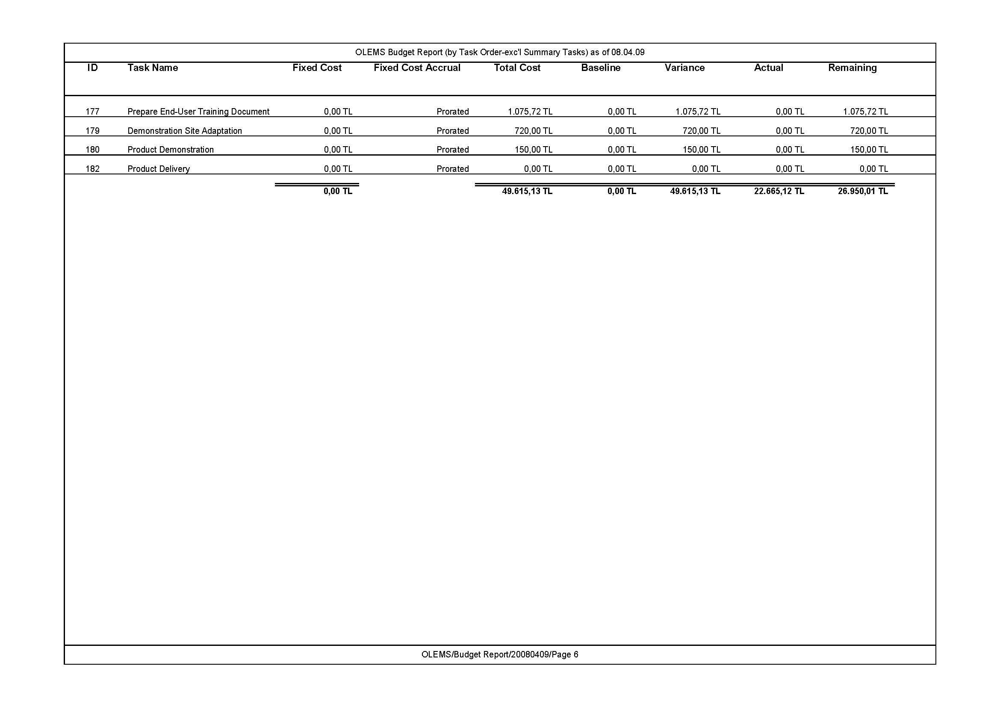 OLEMS Budget Report (by Task Order-exc'l Summary Tasks) as of 08.04.09
ID Task Name Fixed Cost Fixed Cost Accrual Total Cost Baseline Variance Actual Remaining
177 Prepare End-User Training Document 0,00 TL Prorated 1.075,72 TL 0,00 TL 1.075,72 TL 0,00 TL 1.075,72 TL
179 Demonstration Site Adaptation 0,00 TL Prorated 720,00 TL 0,00 TL 720,00 TL 0,00 TL 720,00 TL
180 Product Demonstration 0,00 TL Prorated 150,00 TL 0,00 TL 150,00 TL 0,00 TL 150,00 TL
182 Product Delivery 0,00 TL Prorated 0,00 TL 0,00 TL 0,00 TL 0,00 TL 0,00 TL
0,00 TL 49.615,13 TL 0,00 TL 49.615,13 TL 22.665,12 TL 26.950,01 TL
OLEMS/Budget Report/20080409/Page 6